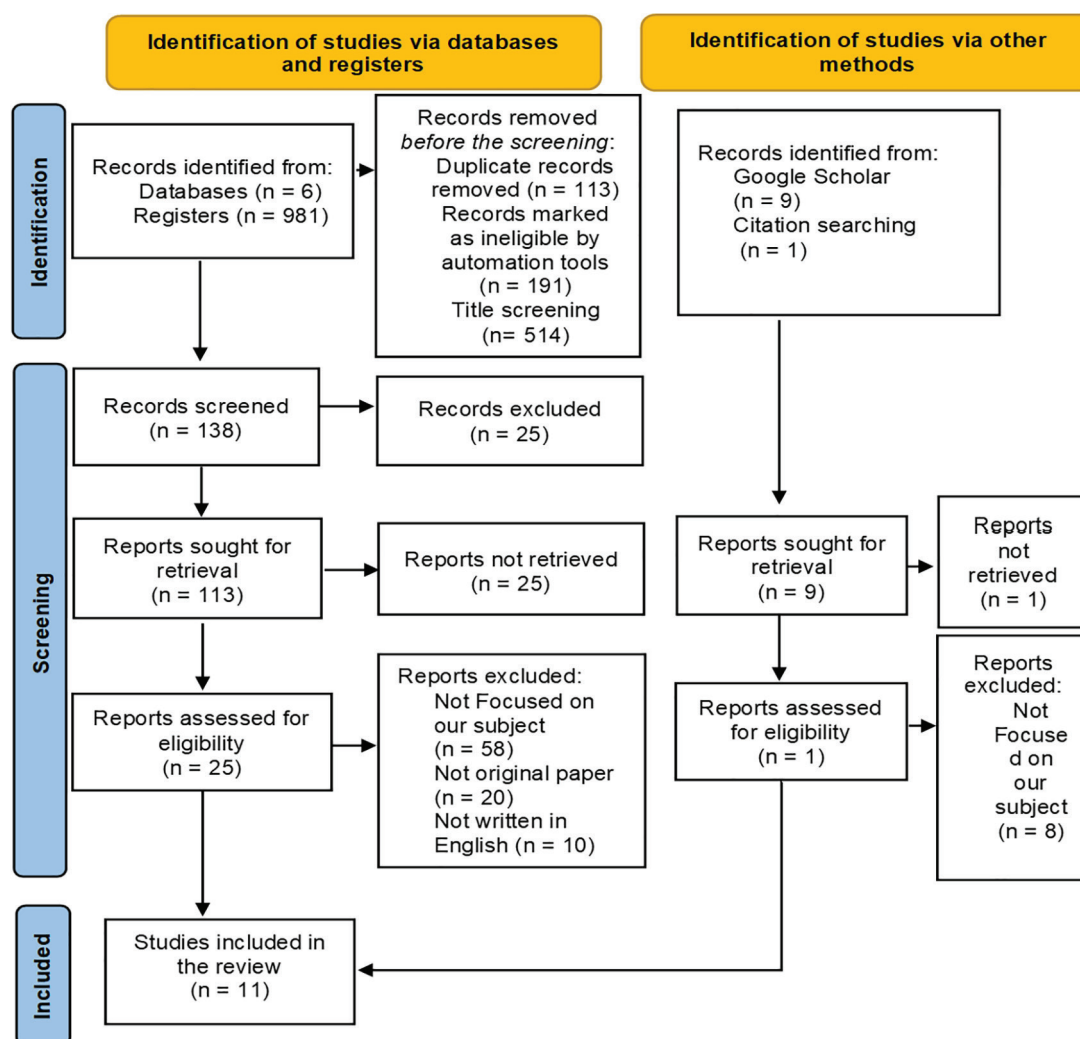 Identification of studies via databases
and registers
Identification of studies via other
methods
Identification
Records identified from:
Databases (n = 6)
Registers (n = 981)
Records removed
before the screening:
Duplicate records
removed (n = 113)
Records marked
as ineligible by
automation tools
(n = 191)
Title screening
(n= 514)
Records identified from:
Google Scholar
(n = 9)
Citation searching
(n = 1)
Screening
Records screened
(n = 138)
Records excluded
(n = 25)
Reports sought for
retrieval
(n = 113)
Reports not retrieved
(n = 25)
Reports sought for
retrieval
(n = 9)
Reports
not
retrieved
(n = 1)
Reports assessed for
eligibility
(n = 25)
Reports excluded:
Not Focused on
our subject
(n = 58)
Not original paper
(n = 20)
Not written in
English (n = 10)
Reports assessed
for eligibility
(n = 1)
Reports
excluded:
Not
Focuse
d on
our
subject
(n = 8)
Included
Studies included in
the review
(n = 11)